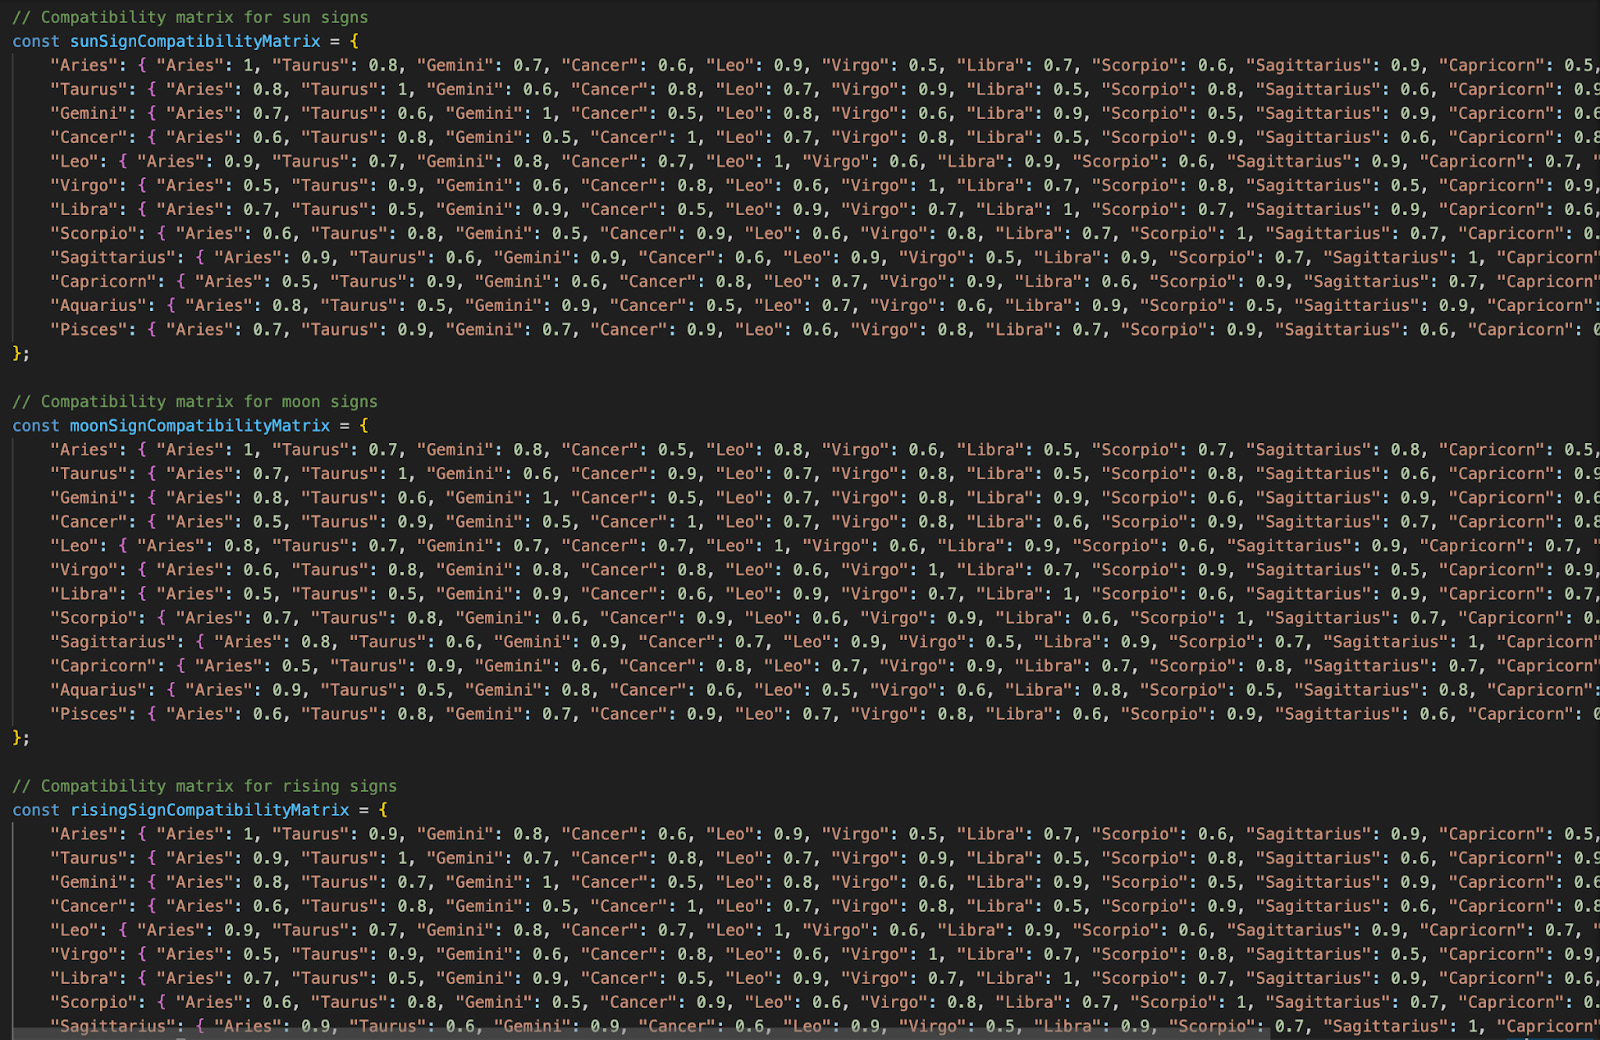 // Compatibility matrix for sun signs
const sunSignCompatibilityMatrix = {
"Aries": { "Aries": 1, "Taurus": 0.8, "Gemini": 0.7, "Cancer": 0.6, "Leo": 0.9, "Virgo": 0.5, "Libra": 0.7, "Scorpio": 0.6, "Sagittarius": 0.9, "Capricorn": 0.5,
"Taurus": { "Aries": 0.8, "Taurus": 1, "Gemini": 0.6, "Cancer": 0.8, "Leo": 0.7, "Virgo": 0.9, "Libra": 0.5, "Scorpio": 0.8, "Sagittarius": 0.6, "Capricorn": 0.9
"Gemini": { "Aries": 0.7, "Taurus": 0.6, "Gemini": 1, "Cancer": 0.5, "Leo": 0.8, "Virgo": 0.6, "Libra": 0.9, "Scorpio": 0.5, "Sagittarius": 0.9, "Capricorn": 0.6
"Cancer": { "Aries": 0.6, "Taurus": 0.8, "Gemini": 0.5, "Cancer": 1, "Leo": 0.7, "Virgo": 0.8, "Libra": 0.5, "Scorpio": 0.9, "Sagittarius": 0.6, "Capricorn": 0.8
"Leo": { "Aries": 0.9, "Taurus": 0.7, "Gemini": 0.8, "Cancer": 0.7, "Leo": 1, "Virgo": 0.6, "Libra": 0.9, "Scorpio": 0.6, "Sagittarius": 0.9, "Capricorn": 0.7, "
"Virgo": { "Aries": 0.5, "Taurus": 0.9, "Gemini": 0.6, "Cancer": 0.8, "Leo": 0.6, "Virgo": 1, "Libra": 0.7, "Scorpio": 0.8, "Sagittarius": 0.5, "Capricorn": 0.9,
"Libra": { "Aries": 0.7, "Taurus": 0.5, "Gemini": 0.9, "Cancer": 0.5, "Leo": 0.9, "Virgo": 0.7, "Libra": 1, "Scorpio": 0.7, "Sagittarius": 0.9, "Capricorn": 0.6,
"Scorpio": { "Aries": 0.6, "Taurus": 0.8, "Gemini": 0.5, "Cancer": 0.9, "Leo": 0.6, "Virgo": 0.8, "Libra": 0.7, "Scorpio": 1, "Sagittarius": 0.7, "Capricorn": 0.
"Sagittarius": { "Aries": 0.9, "Taurus": 0.6, "Gemini": 0.9, "Cancer": 0.6, "Leo": 0.9, "Virgo": 0.5, "Libra": 0.9, "Scorpio": 0.7, "Sagittarius": 1, "Capricorn"
"Capricorn": { "Aries": 0.5, "Taurus": 0.9, "Gemini": 0.6, "Cancer": 0.8, "Leo": 0.7, "Virgo": 0.9, "Libra": 0.6, "Scorpio": 0.9, "Sagittarius": 0.7, "Capricorn"
"Aquarius": { "Aries": 0.8, "Taurus": 0.5, "Gemini": 0.9, "Cancer": 0.5, "Leo": 0.7, "Virgo": 0.6, "Libra": 0.9, "Scorpio": 0.5, "Sagittarius": 0.9, "Capricorn":
"Pisces": { "Aries": 0.7, "Taurus": 0.9, "Gemini": 0.7, "Cancer": 0.9, "Leo": 0.6, "Virgo": 0.8, "Libra": 0.7, "Scorpio": 0.9, "Sagittarius": 0.6, "Capricorn": 0
};
// Compatibility matrix for moon signs
const moonSignCompatibilityMatrix = {
"Aries": { "Aries": 1, "Taurus": 0.7, "Gemini": 0.8, "Cancer": 0.5, "Leo": 0.8, "Virgo": 0.6, "Libra": 0.5, "Scorpio": 0.7, "Sagittarius": 0.8, "Capricorn": 0.5,
"Taurus": { "Aries": 0.7, "Taurus": 1, "Gemini": 0.6, "Cancer": 0.9, "Leo": 0.7, "Virgo": 0.8, "Libra": 0.5, "Scorpio": 0.8, "Sagittarius": 0.6, "Capricorn": 0.9
"Gemini": { "Aries": 0.8, "Taurus": 0.6, "Gemini": 1, "Cancer": 0.5, "Leo": 0.7, "Virgo": 0.8, "Libra": 0.9, "Scorpio": 0.6, "Sagittarius": 0.9, "Capricorn": 0.6
"Cancer": { "Aries": 0.5, "Taurus": 0.9, "Gemini": 0.5, "Cancer": 1, "Leo": 0.7, "Virgo": 0.8, "Libra": 0.6, "Scorpio": 0.9, "Sagittarius": 0.7, "Capricorn": 0.8
"Leo": { "Aries": 0.8, "Taurus": 0.7, "Gemini": 0.7, "Cancer": 0.7, "Leo": 1, "Virgo": 0.6, "Libra": 0.9, "Scorpio": 0.6, "Sagittarius": 0.9, "Capricorn": 0.7, "
"Virgo": { "Aries": 0.6, "Taurus": 0.8, "Gemini": 0.8, "Cancer": 0.8, "Leo": 0.6, "Virgo": 1, "Libra": 0.7, "Scorpio": 0.9, "Sagittarius": 0.5, "Capricorn": 0.9,
"Libra": { "Aries": 0.5, "Taurus": 0.5, "Gemini": 0.9, "Cancer": 0.6, "Leo": 0.9, "Virgo": 0.7, "Libra": 1, "Scorpio": 0.6, "Sagittarius": 0.9, "Capricorn": 0.7,
"Scorpio": { "Aries": 0.7, "Taurus": 0.8, "Gemini": 0.6, "Cancer": 0.9, "Leo": 0.6, "Virgo": 0.9, "Libra": 0.6, "Scorpio": 1, "Sagittarius": 0.7, "Capricorn": 0.
"Sagittarius": { "Aries": 0.8, "Taurus": 0.6, "Gemini": 0.9, "Cancer": 0.7, "Leo": 0.9, "Virgo": 0.5, "Libra": 0.9, "Scorpio": 0.7, "Sagittarius": 1, "Capricorn"
"Capricorn": { "Aries": 0.5, "Taurus": 0.9, "Gemini": 0.6, "Cancer": 0.8, "Leo": 0.7, "Virgo": 0.9, "Libra": 0.7, "Scorpio": 0.8, "Sagittarius": 0.7, "Capricorn"
"Aquarius": { "Aries": 0.9, "Taurus": 0.5, "Gemini": 0.8, "Cancer": 0.6, "Leo": 0.5, "Virgo": 0.6, "Libra": 0.8, "Scorpio": 0.5, "Sagittarius": 0.8, "Capricorn":
"Pisces": { "Aries": 0.6, "Taurus": 0.8, "Gemini": 0.7, "Cancer": 0.9, "Leo": 0.7, "Virgo": 0.8, "Libra": 0.6, "Scorpio": 0.9, "Sagittarius": 0.6, "Capricorn": 0
};
// Compatibility matrix for rising signs
const risingSignCompatibilityMatrix = {
"Aries": { "Aries": 1, "Taurus": 0.9, "Gemini": 0.8, "Cancer": 0.6, "Leo": 0.9, "Virgo": 0.5, "Libra": 0.7, "Scorpio": 0.6, "Sagittarius": 0.9, "Capricorn": 0.5,
"Taurus": { "Aries": 0.9, "Taurus": 1, "Gemini": 0.7, "Cancer": 0.8, "Leo": 0.7, "Virgo": 0.9, "Libra": 0.5, "Scorpio": 0.8, "Sagittarius": 0.6, "Capricorn": 0.9
"Gemini": { "Aries": 0.8, "Taurus": 0.7, "Gemini": 1, "Cancer": 0.5, "Leo": 0.8, "Virgo": 0.6, "Libra": 0.9, "Scorpio": 0.5, "Sagittarius": 0.9, "Capricorn": 0.6
"Cancer": { "Aries": 0.6, "Taurus": 0.8, "Gemini": 0.5, "Cancer": 1, "Leo": 0.7, "Virgo": 0.8, "Libra": 0.5, "Scorpio": 0.9, "Sagittarius": 0.6, "Capricorn": 0.8
"Leo": { "Aries": 0.9, "Taurus": 0.7, "Gemini": 0.8, "Cancer": 0.7, "Leo": 1, "Virgo": 0.6, "Libra": 0.9, "Scorpio": 0.6, "Sagittarius": 0.9, "Capricorn": 0.7, "
"Virgo": { "Aries": 0.5, "Taurus": 0.9, "Gemini": 0.6, "Cancer": 0.8, "Leo": 0.6, "Virgo": 1, "Libra": 0.7, "Scorpio": 0.8, "Sagittarius": 0.5, "Capricorn": 0.9,
"Libra": { "Aries": 0.7, "Taurus": 0.5, "Gemini": 0.9, "Cancer": 0.5, "Leo": 0.9, "Virgo": 0.7, "Libra": 1, "Scorpio": 0.7, "Sagittarius": 0.9, "Capricorn": 0.6,
"Scorpio": { "Aries": 0.6, "Taurus": 0.8, "Gemini": 0.5, "Cancer": 0.9, "Leo": 0.6, "Virgo": 0.8, "Libra": 0.7, "Scorpio": 1, "Sagittarius": 0.7, "Capricorn": 0.
"Sagittarius": { "Aries": 0.9, "Taurus": 0.6, "Gemini": 0.9, "Cancer": 0.6, "Leo": 0.9, "Virgo": 0.5, "Libra": 0.9, "Scorpio": 0.7, "Sagittarius": 1, "Capricorn"